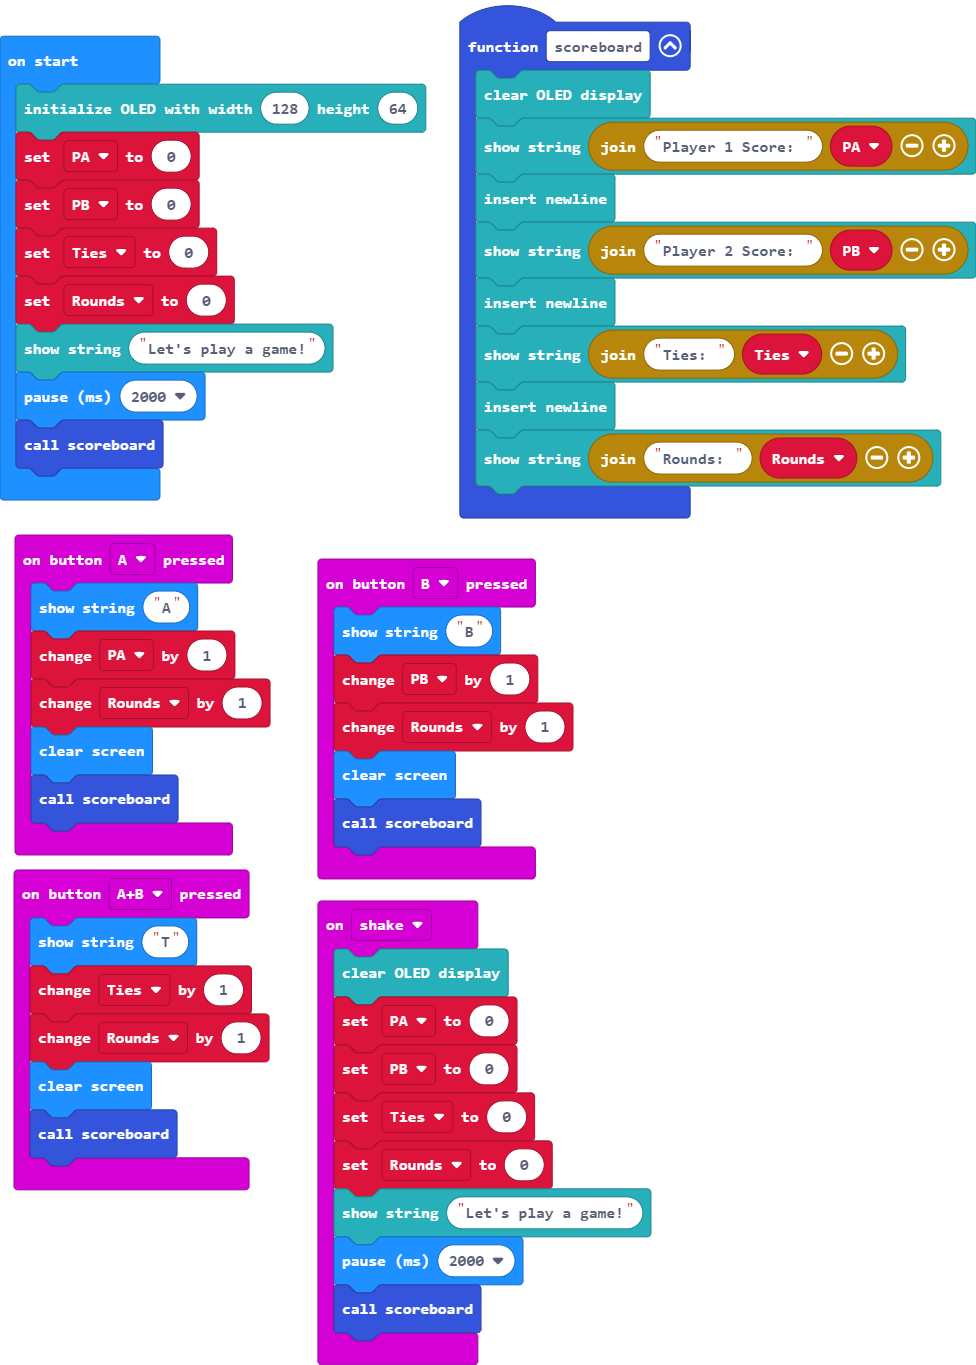 on start
initialize OLED with width 128 height 64
set PA to 0
set PB to 0
set Ties to 0
set Rounds to 0
show string "Let's play a game!"
pause (ms) 2000
call scoreboard
function scoreboard
clear OLED display
show string join "Player 1 Score: " PA
insert newline
show string join "Player 2 Score: " PB
insert newline
show string join "Ties: " Ties
insert newline
show string join "Rounds: " Rounds
on button A pressed
show string "A"
change PA by 1
change Rounds by 1
clear screen
call scoreboard
on button B pressed
show string "B"
change PB by 1
change Rounds by 1
clear screen
call scoreboard
on button A+B pressed
show string "T"
change Ties by 1
change Rounds by 1
clear screen
call scoreboard
on shake
clear OLED display
set PA to 0
set PB to 0
set Ties to 0
set Rounds to 0
show string "Let's play a game!"
pause (ms) 2000
call scoreboard